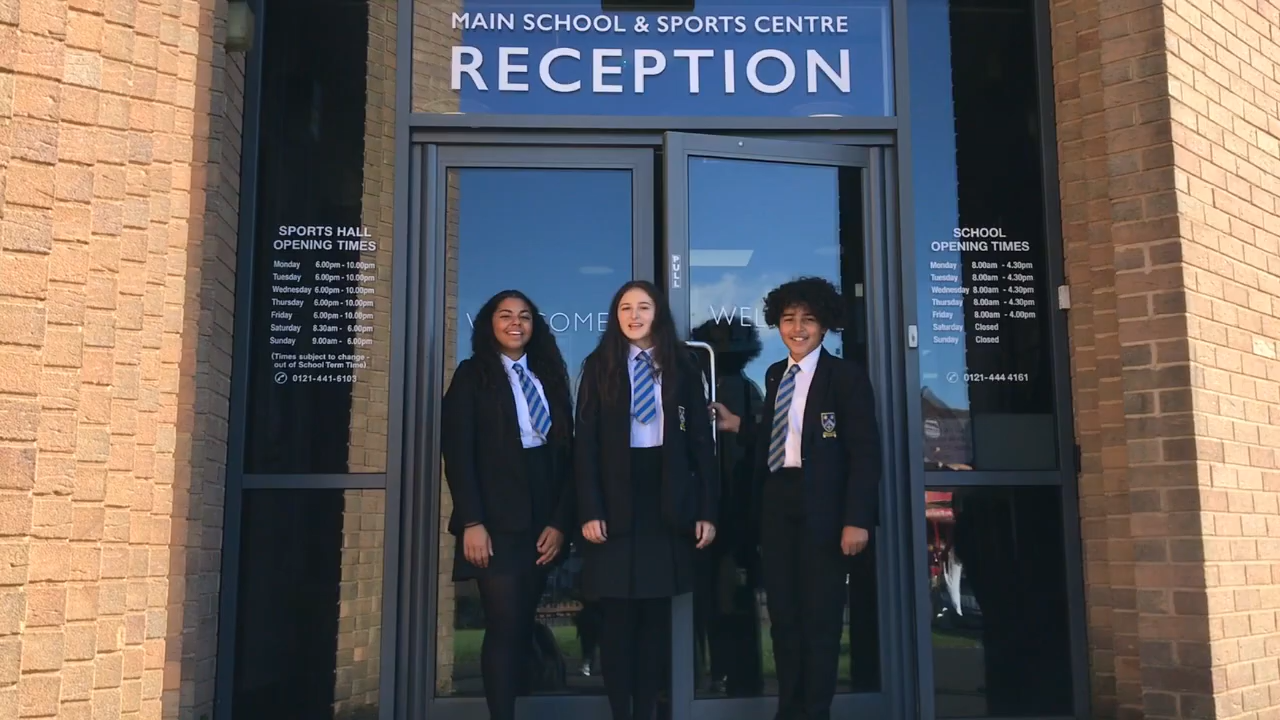 MAIN SCHOOL & SPORTS CENTRE
RECEPTION
SPORTS HALL
OPENING TIMES
Monday 6.00pm - 10.00pm
Tuesday 6.00pm - 10.00pm
Wednesday 6.00pm - 10.00pm
Thursday 6.00pm - 10.00pm
Friday 6.00pm - 10.00pm
Saturday 8.30am - 6.00pm
Sunday 9.00am - 6.00pm
(Times subject to change -
out of School Term Time)
0121-441-6103
PULL
WELCOME
WEL
SCHOOL
OPENING TIMES
Monday 8.00am - 4.30pm
Tuesday 8.00am - 4.30pm
Wednesday 8.00am - 4.30pm
Thursday 8.00am - 4.30pm
Friday 8.00am - 4.00pm
Saturday Closed
Sunday Closed
0121-444 4161